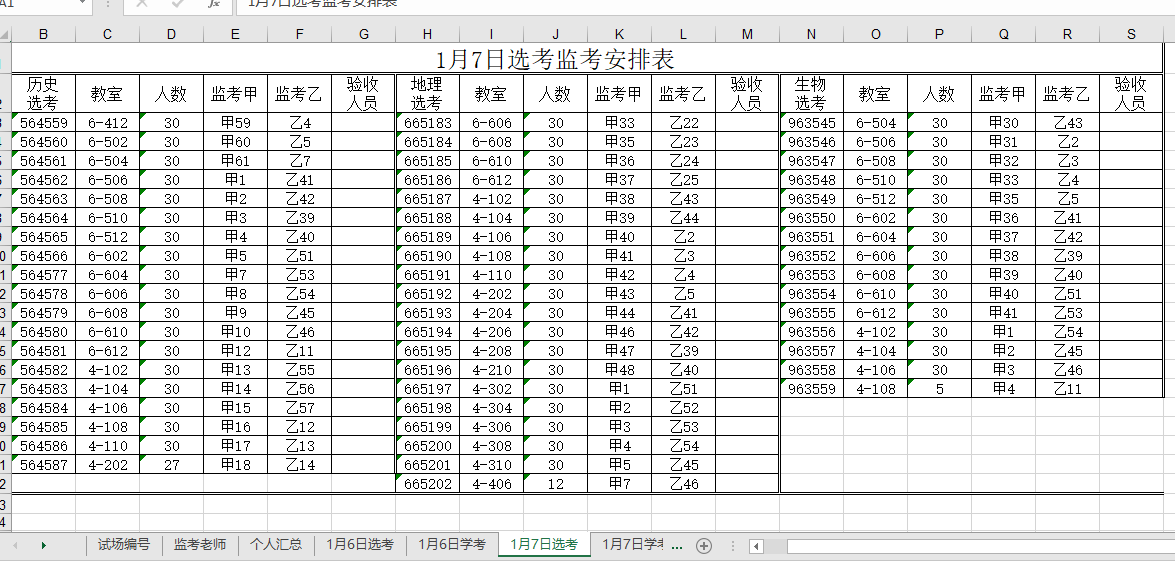 A1 fx 1月7日选考监考安排表
B C D E F G H I J K L M N O P Q R S
1月7日选考监考安排表
历史选考 教室 人数 监考甲 监考乙 验收人员 地理选考 教室 人数 监考甲 监考乙 验收人员 生物选考 教室 人数 监考甲 监考乙 验收人员
564559 6-412 30 甲59 乙4 665183 6-606 30 甲33 乙22 963545 6-504 30 甲30 乙43
564560 6-502 30 甲60 乙5 665184 6-608 30 甲35 乙23 963546 6-506 30 甲31 乙2
564561 6-504 30 甲61 乙7 665185 6-610 30 甲36 乙24 963547 6-508 30 甲32 乙3
564562 6-506 30 甲1 乙41 665186 6-612 30 甲37 乙25 963548 6-510 30 甲33 乙4
564563 6-508 30 甲2 乙42 665187 4-102 30 甲38 乙43 963549 6-512 30 甲35 乙5
564564 6-510 30 甲3 乙39 665188 4-104 30 甲39 乙44 963550 6-602 30 甲36 乙41
564565 6-512 30 甲4 乙40 665189 4-106 30 甲40 乙2 963551 6-604 30 甲37 乙42
564566 6-602 30 甲5 乙51 665190 4-108 30 甲41 乙3 963552 6-606 30 甲38 乙39
564577 6-604 30 甲7 乙53 665191 4-110 30 甲42 乙4 963553 6-608 30 甲39 乙40
564578 6-606 30 甲8 乙54 665192 4-202 30 甲43 乙5 963554 6-610 30 甲40 乙51
564579 6-608 30 甲9 乙45 665193 4-204 30 甲44 乙41 963555 6-612 30 甲41 乙53
564580 6-610 30 甲10 乙46 665194 4-206 30 甲46 乙42 963556 4-102 30 甲1 乙54
564581 6-612 30 甲12 乙11 665195 4-208 30 甲47 乙39 963557 4-104 30 甲2 乙45
564582 4-102 30 甲13 乙55 665196 4-210 30 甲48 乙40 963558 4-106 30 甲3 乙46
564583 4-104 30 甲14 乙56 665197 4-302 30 甲1 乙51 963559 4-108 5 甲4 乙11
564584 4-106 30 甲15 乙57 665198 4-304 30 甲2 乙52
564585 4-108 30 甲16 乙12 665199 4-306 30 甲3 乙53
564586 4-110 30 甲17 乙13 665200 4-308 30 甲4 乙54
564587 4-202 27 甲18 乙14 665201 4-310 30 甲5 乙45
665202 4-406 12 甲7 乙46
试场编号 监考老师 个人汇总 1月6日选考 1月6日学考 1月7日选考 1月7日学考 ...